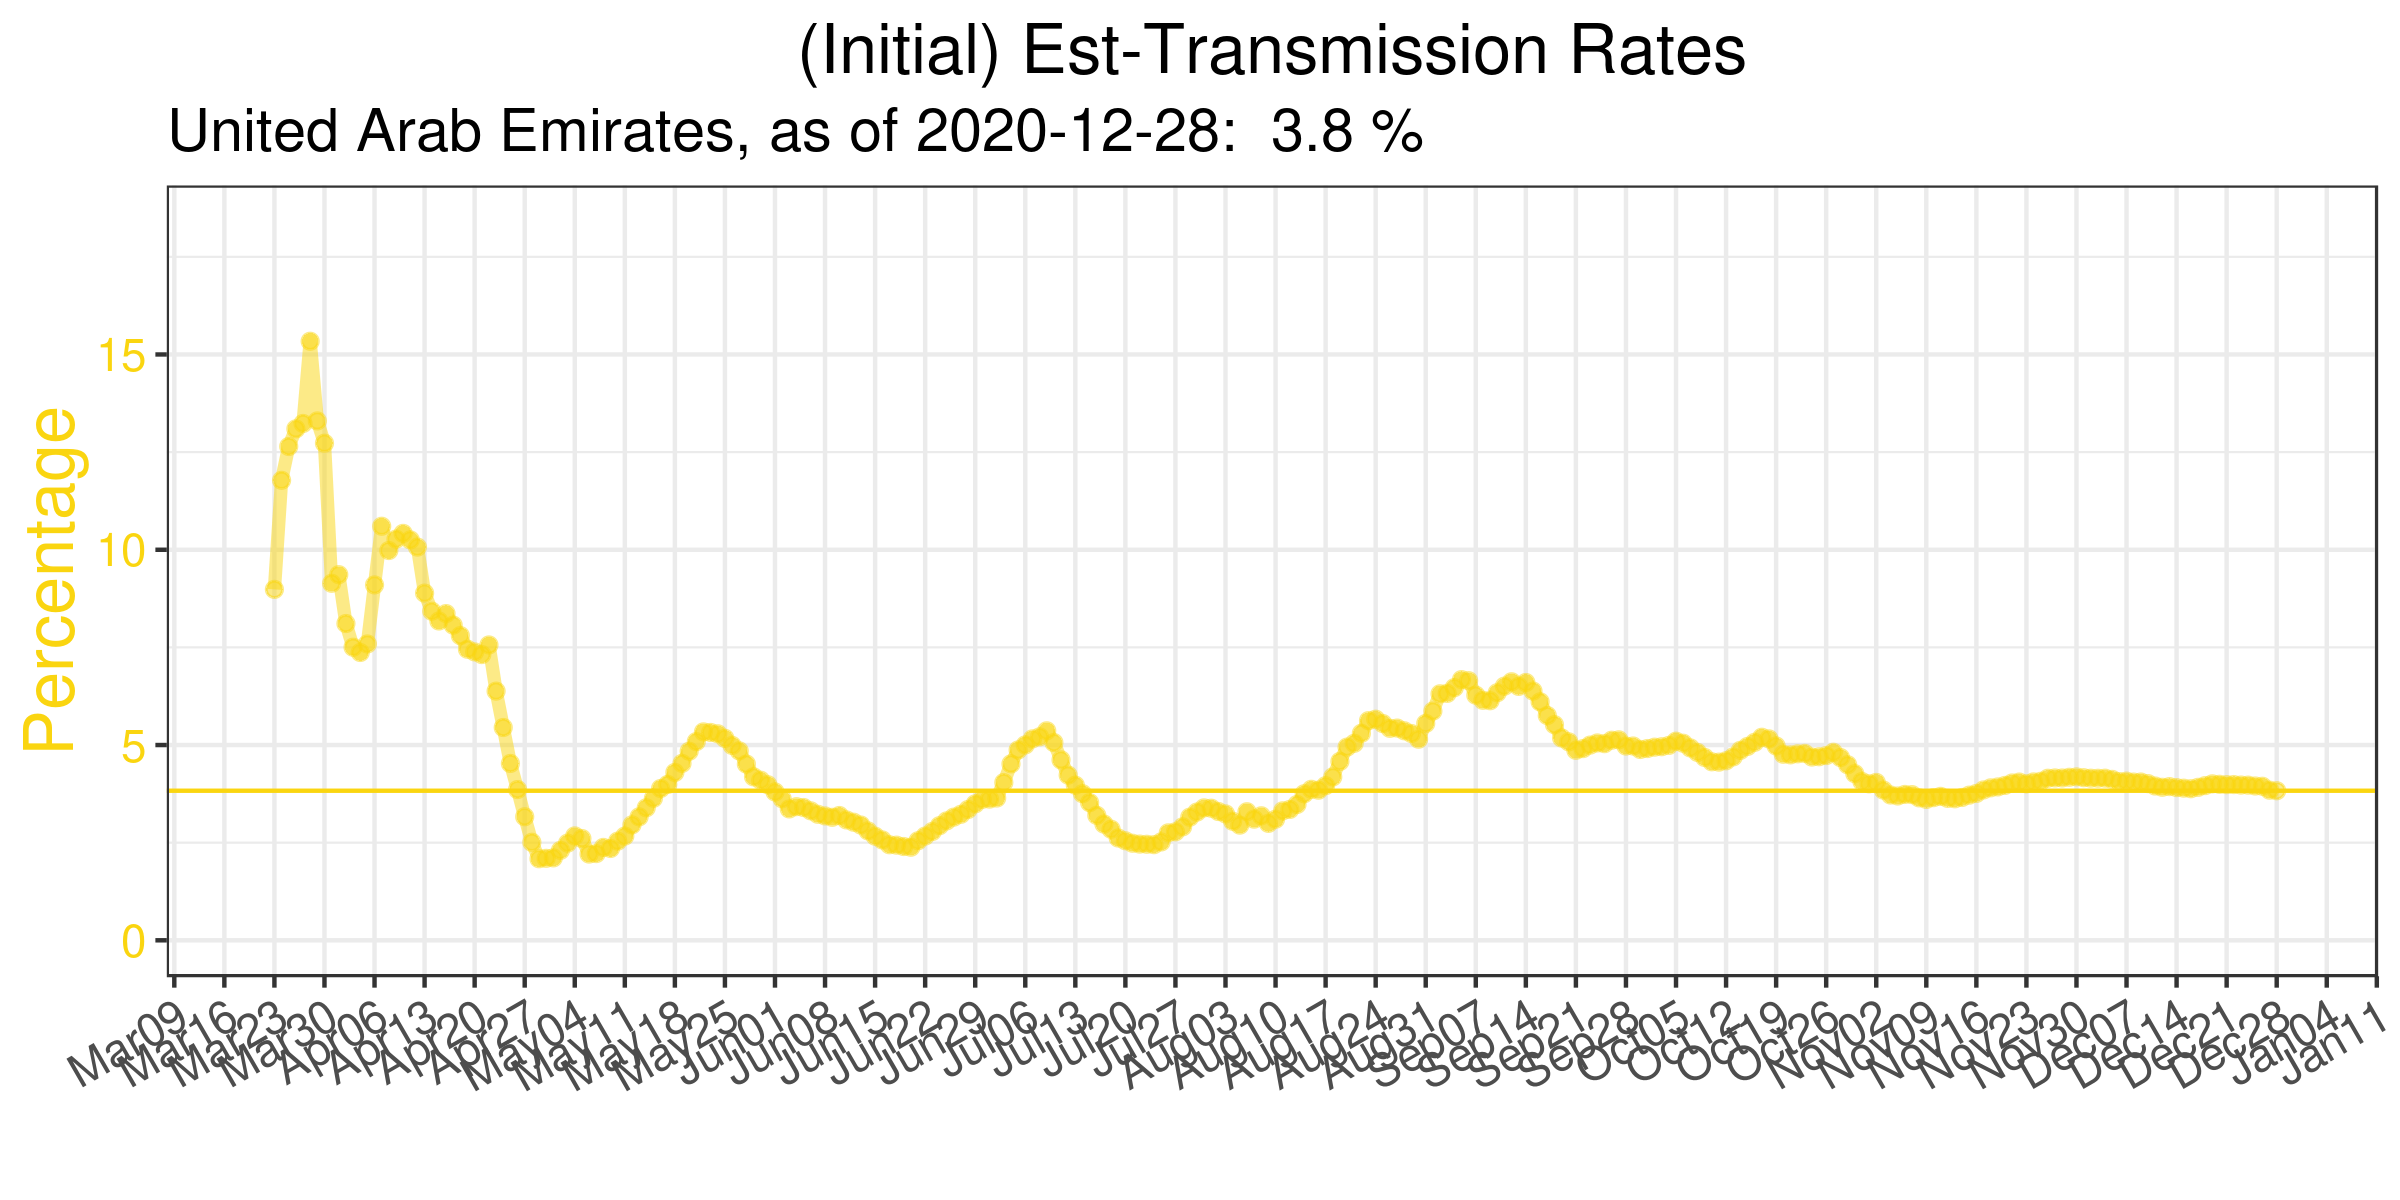 (Initial) Est-Transmission Rates
United Arab Emirates, as of 2020-12-28:  3.8 %
Percentage
15
10
5
0
Mar09
Mar16
Mar23
Mar30
Apr06
Apr13
Apr20
Apr27
May04
May11
May18
May25
Jun01
Jun08
Jun15
Jun22
Jun29
Jul06
Jul13
Jul20
Jul27
Aug03
Aug10
Aug17
Aug24
Aug31
Sep07
Sep14
Sep21
Sep28
Oct05
Oct12
Oct19
Oct26
Nov02
Nov09
Nov16
Nov23
Nov30
Dec07
Dec14
Dec21
Dec28
Jan04
Jan11